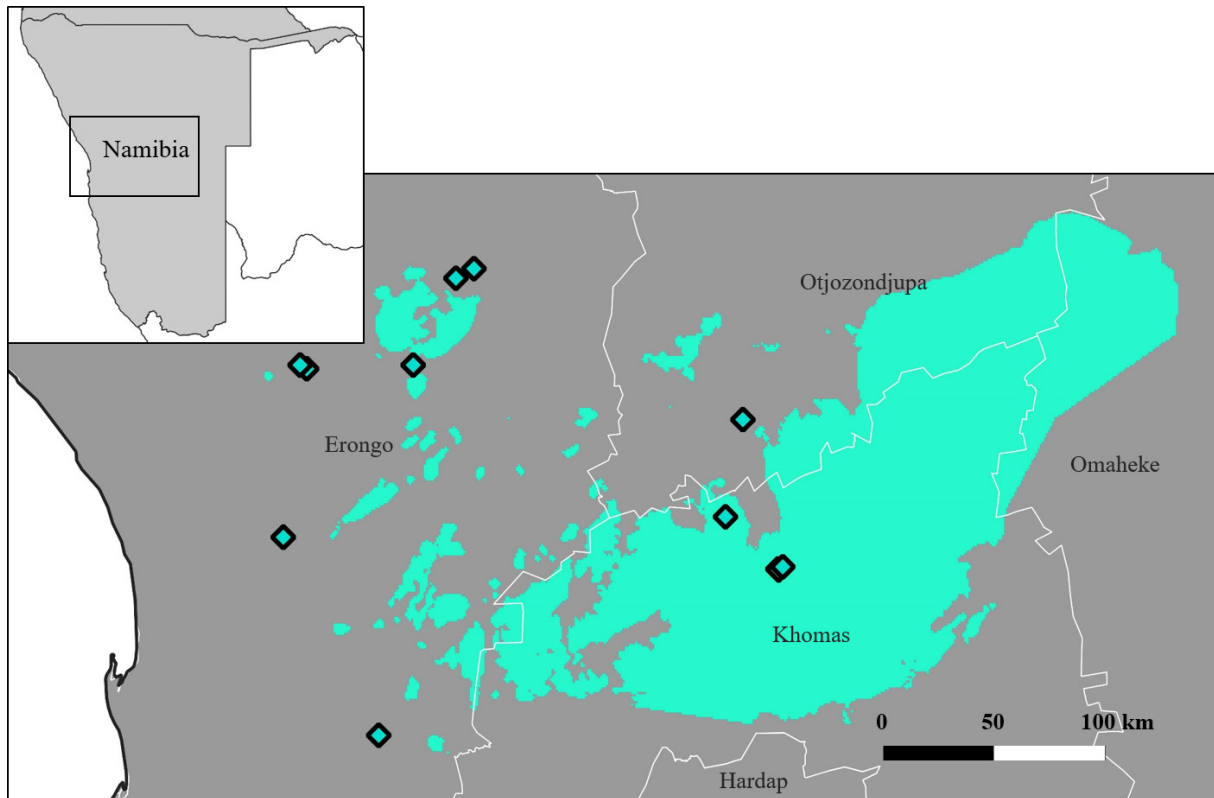 Namibia
Otjozondjupa
Erongo
Omaheke
Khomas
0 50 100 km
Hardap